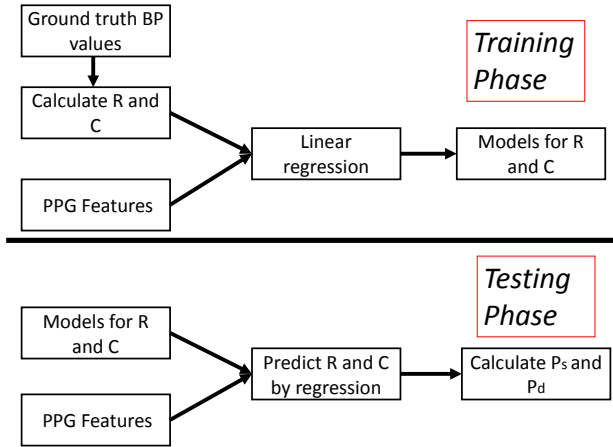 Ground truth BP
values
Training
Phase
Calculate R and
C
Linear
regression
Models for R
and C
PPG Features
Testing
Phase
Models for R
and C
Predict R and C
by regression
Calculate Ps and
Pd
PPG Features